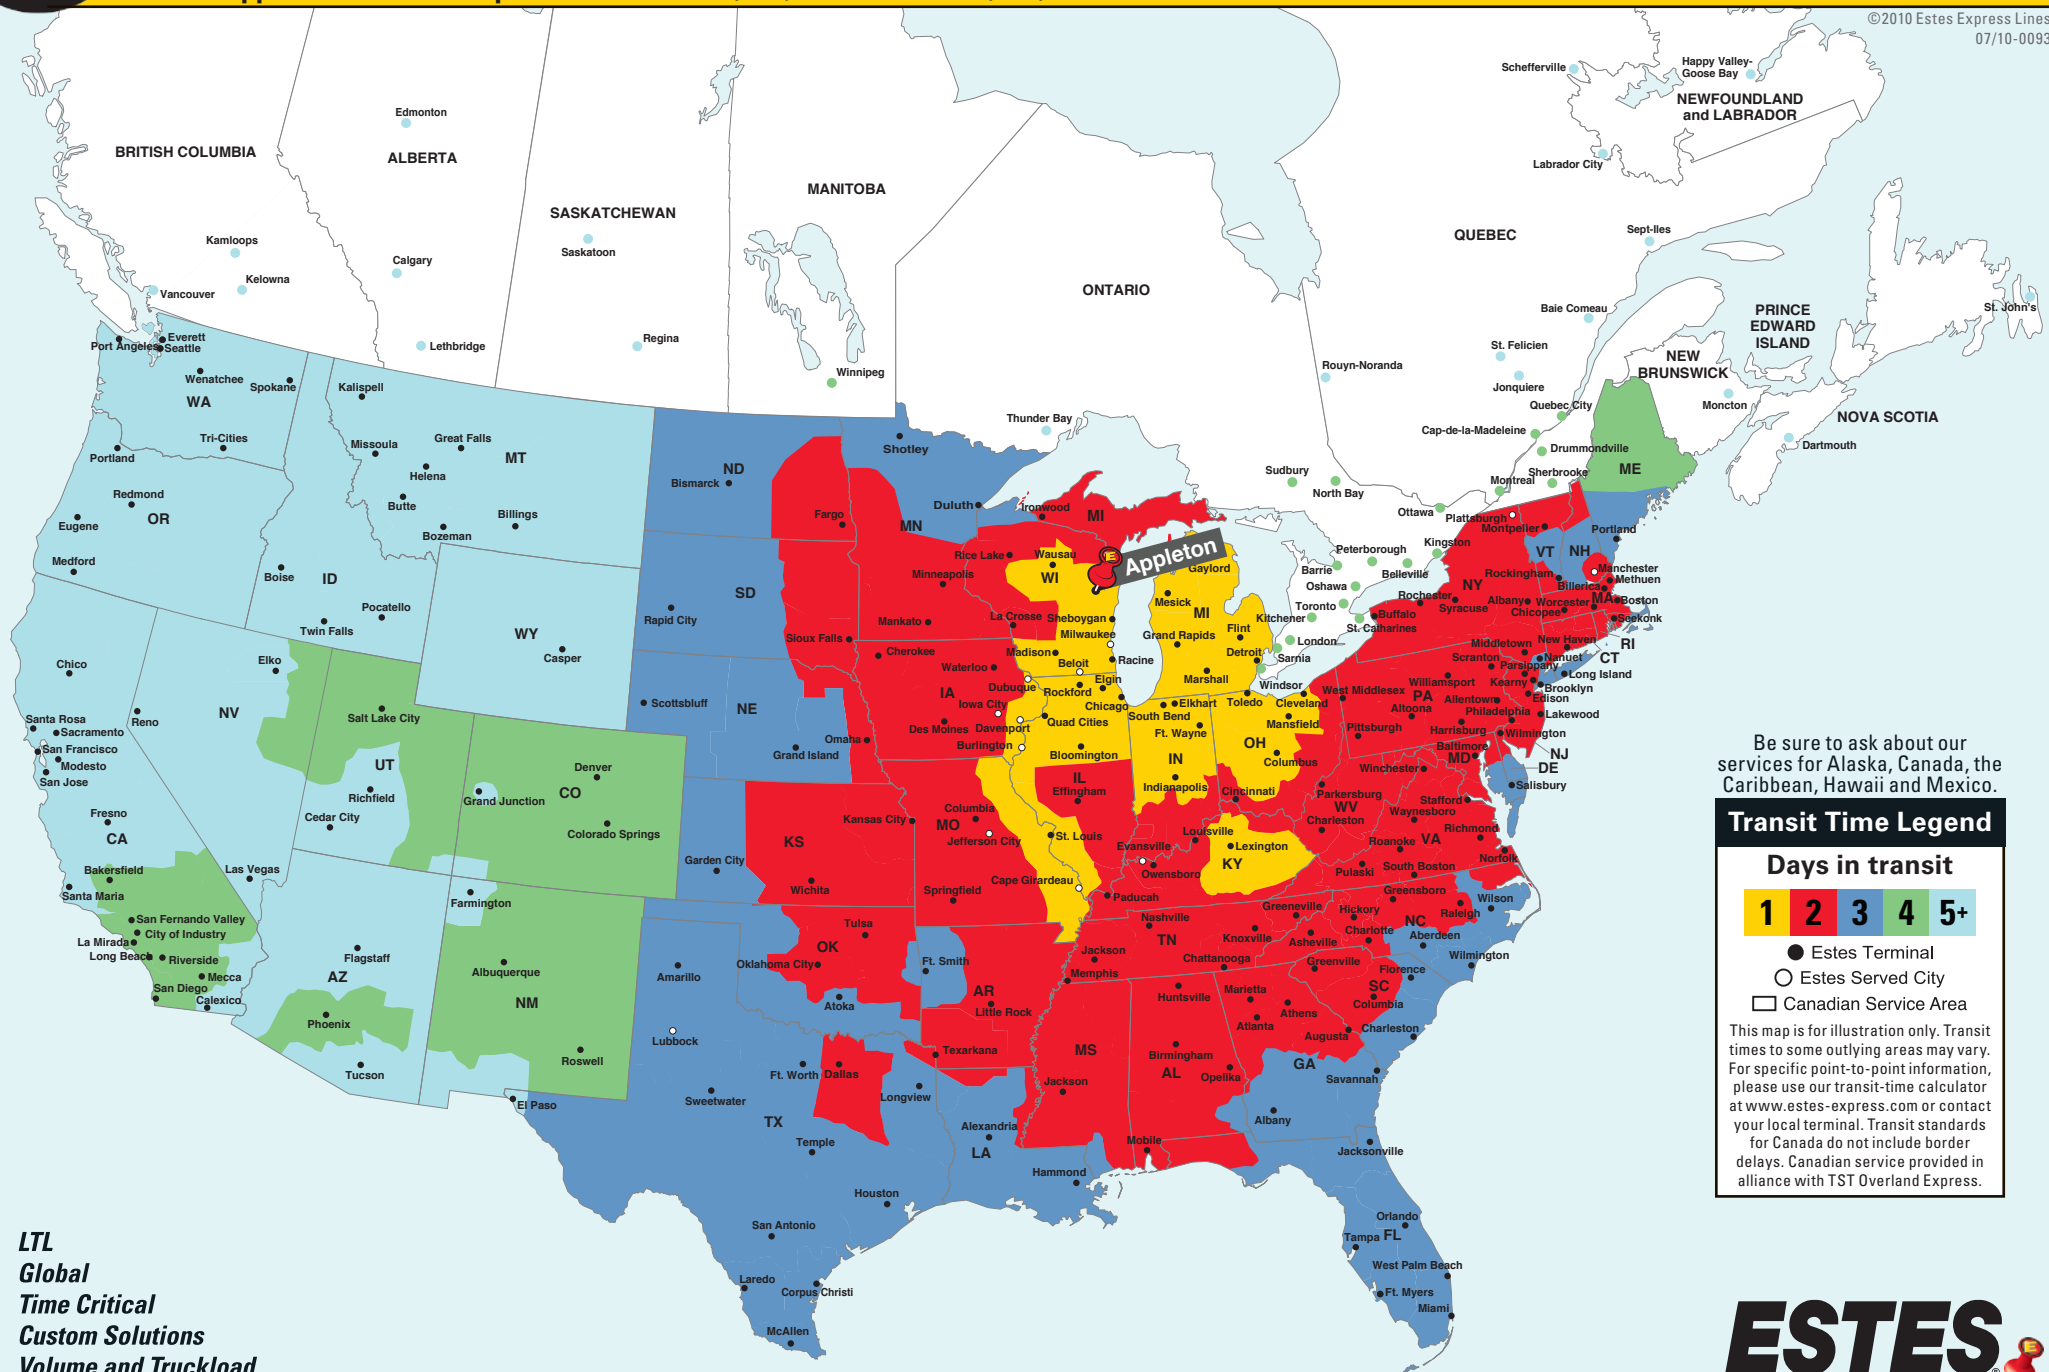 ©2010 Estes Express Lines
07/10-0093
Schefferville
Happy Valley-
Goose Bay
NEWFOUNDLAND
and LABRADOR
Labrador City
Edmonton
BRITISH COLUMBIA
ALBERTA
MANITOBA
SASKATCHEWAN
Saskatoon
QUEBEC
Sept-Iles
Kamloops
Calgary
Kelowna
Vancouver
ONTARIO
Baie Comeau
St. John's
PRINCE
EDWARD
ISLAND
Lethbridge
Regina
Winnipeg
St. Felicien
Rouyn-Noranda
Jonquiere
NEW
BRUNSWICK
Moncton
NOVA SCOTIA
Dartmouth
Thunder Bay
Quebec City
Cap-de-la-Madeleine
Drummondville
Sherbrooke
Montreal
Sudbury
North Bay
Ottawa
Kingston
Peterborough
Barrie
Belleville
Oshawa
Toronto
Kitchener
St. Catharines
London
Sarnia
Windsor
Port Angeles
Everett
Seattle
Wenatchee
Spokane
WA
Tri-Cities
Portland
Redmond
OR
Eugene
Medford
Kalispell
Missoula
Great Falls
MT
Helena
Butte
Billings
Bozeman
Boise
ID
Pocatello
Twin Falls
WY
Casper
ND
Bismarck
Fargo
SD
Rapid City
Sioux Falls
Scottsbluff
NE
Grand Island
Omaha
Shotley
Duluth
MN
Minneapolis
Mankato
Ironwood
MI
Rice Lake
Wausau
WI
Appleton
La Crosse
Sheboygan
Milwaukee
Madison
Racine
Beloit
Gaylord
Mesick
MI
Grand Rapids
Flint
Detroit
Marshall
Cherokee
Waterloo
Dubuque
IA
Iowa City
Des Moines
Davenport
Burlington
Rockford
Elgin
Chicago
Quad Cities
Bloomington
IL
Effingham
South Bend
Elkhart
Ft. Wayne
IN
Indianapolis
Toledo
Cleveland
Mansfield
OH
Columbus
Cincinnati
Chico
Santa Rosa
Sacramento
San Francisco
Modesto
San Jose
Fresno
CA
Bakersfield
Santa Maria
San Fernando Valley
City of Industry
La Mirada
Long Beach
Riverside
Mecca
San Diego
Calexico
Elko
NV
Reno
Las Vegas
Salt Lake City
UT
Richfield
Cedar City
Denver
Grand Junction
CO
Colorado Springs
Farmington
Flagstaff
AZ
Phoenix
Tucson
Albuquerque
NM
Roswell
El Paso
KS
Garden City
Wichita
Kansas City
Columbia
MO
Jefferson City
St. Louis
Springfield
Cape Girardeau
Tulsa
OK
Oklahoma City
Atoka
Amarillo
Lubbock
Ft. Worth
Dallas
Longview
Sweetwater
TX
Temple
Houston
San Antonio
Laredo
Corpus Christi
McAllen
Ft. Smith
AR
Little Rock
Texarkana
Alexandria
LA
Hammond
MS
Jackson
Louisville
Evansville
Owensboro
Lexington
KY
Paducah
Nashville
TN
Jackson
Memphis
Knoxville
Greeneville
Chattanooga
Huntsville
Birmingham
AL
Opelika
Mobile
Marietta
Athens
Atlanta
Augusta
GA
Savannah
Albany
Jacksonville
Orlando
Tampa
FL
West Palm Beach
Ft. Myers
Miami
Greenville
SC
Columbia
Florence
Charleston
Greensboro
Hickory
NC
Raleigh
Wilson
Charlotte
Asheville
Aberdeen
Wilmington
Parkersburg
WV
Charleston
Winchester
Stafford
Waynesboro
Richmond
Roanoke
VA
Norfolk
South Boston
Pulaski
Baltimore
MD
Salisbury
DE
NJ
West Middlesex
PA
Altoona
Pittsburgh
Williamsport
Scranton
Allentown
Philadelphia
Harrisburg
Wilmington
Lakewood
Edison
Brooklyn
Kearny
Parsippany
Long Island
Nanuet
Middletown
New Haven
CT
RI
Seekonk
Boston
MA
Worcester
Chicopee
Albany
Billerica
Methuen
Manchester
Rockingham
NH
VT
Portland
ME
Montpelier
Plattsburgh
NY
Rochester
Syracuse
Buffalo
Be sure to ask about our
services for Alaska, Canada, the
Caribbean, Hawaii and Mexico.
Transit Time Legend
Days in transit
1 2 3 4 5+
Estes Terminal
Estes Served City
Canadian Service Area
This map is for illustration only. Transit
times to some outlying areas may vary.
For specific point-to-point information,
please use our transit-time calculator
at www.estes-express.com or contact
your local terminal. Transit standards
for Canada do not include border
delays. Canadian service provided in
alliance with TST Overland Express.
LTL
Global
Time Critical
Custom Solutions
Volume and Truckload
ESTES